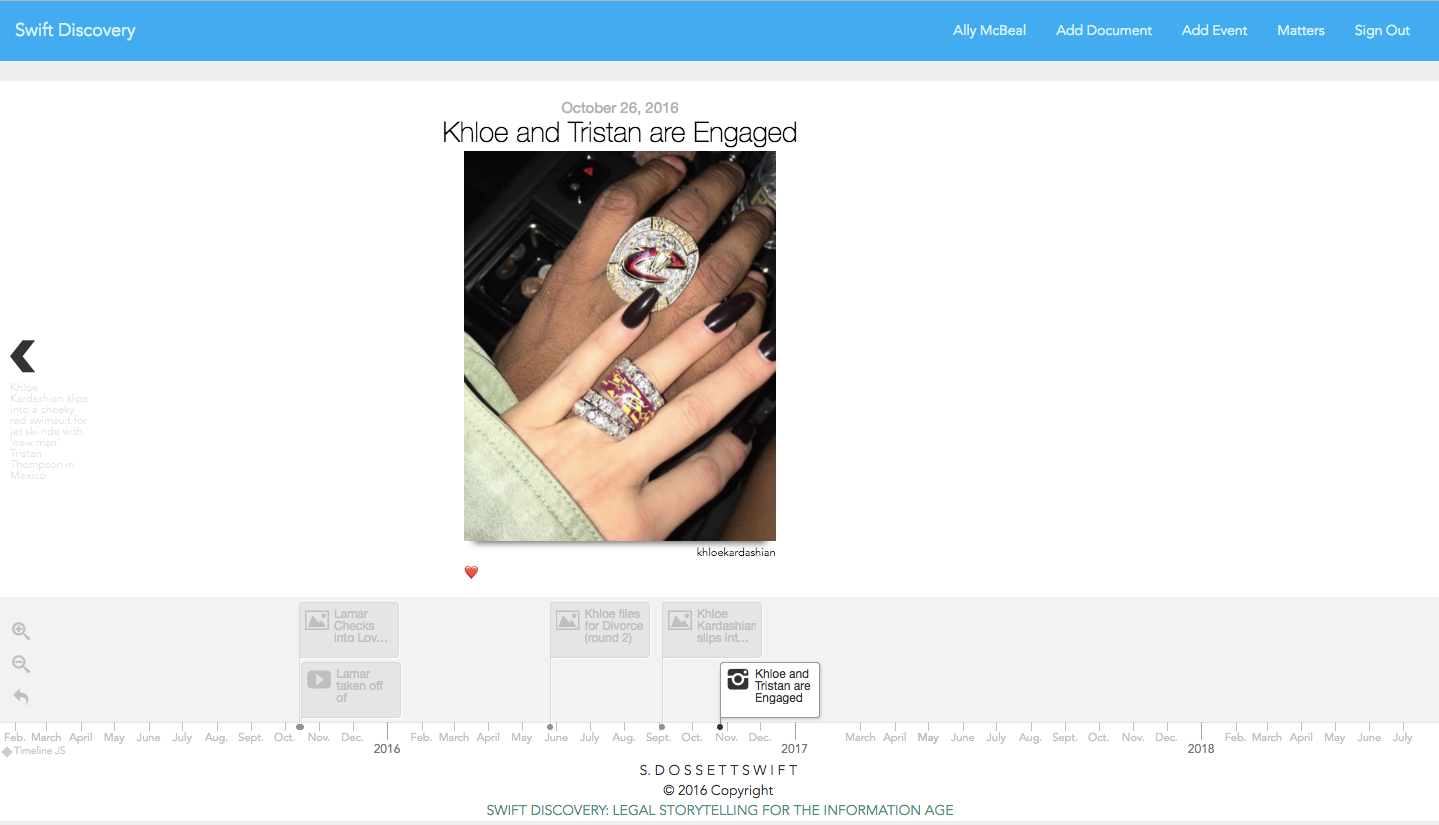 Swift Discovery
Ally McBeal
Add Document
Add Event
Matters
Sign Out
October 26, 2016
Khloe and Tristan are Engaged
khloekardashian
❤️
Khloe
Kardashian slips
into a cheeky
red swimsuit for
jet ski ride with
'new man'
Tristan
Thompson in
Mexico
Lamar
Checks
into Lov...
Khloe files
for Divorce
(round 2)
Khloe
Kardashian
slips int...
Lamar
taken off
of
Khloe and
Tristan are
Engaged
Feb. March April May June July Aug. Sept. Oct. Nov. Dec. 2016 Feb. March April May June July Aug. Sept. Oct. Nov. Dec. 2017 March April May June July Aug. Sept. Oct. Nov. Dec. 2018 Feb. March April May June July
Timeline JS
S. D O S S E T T S W I F T
© 2016 Copyright
SWIFT DISCOVERY: LEGAL STORYTELLING FOR THE INFORMATION AGE